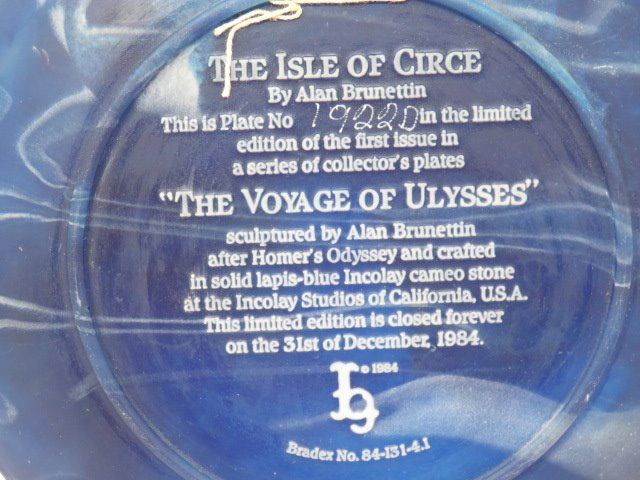 THE ISLE OF CIRCE
By Alan Brunettin
This is Plate No 1922D in the limited
edition of the first issue in
a series of collector's plates
"THE VOYAGE OF ULYSSES"
sculptured by Alan Brunettin
after Homer's Odyssey and crafted
in solid lapis-blue Incolay cameo stone
at the Incolay Studios of California, U.S.A.
This limited edition is closed forever
on the 31st of December, 1984.
© 1984
Bradex No. 84-131-4.1